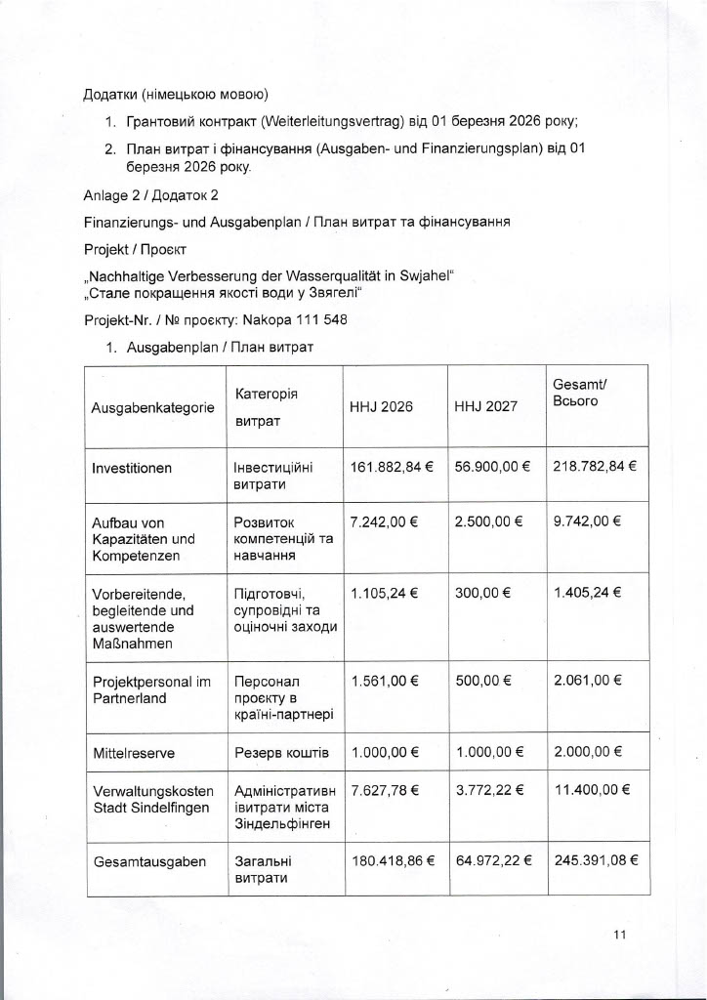 Додатки (німецькою мовою)
1. Грантовий контракт (Weiterleitungsvertrag) від 01 березня 2026 року;
2. План витрат і фінансування (Ausgaben- und Finanzierungsplan) від 01
березня 2026 року.
Anlage 2 / Додаток 2
Finanzierungs- und Ausgabenplan / План витрат та фінансування
Projekt / Проєкт
„Nachhaltige Verbesserung der Wasserqualität in Swjahel“
„Стале покращення якості води у Звягелі“
Projekt-Nr. / № проєкту: Nakopa 111 548
1. Ausgabenplan / План витрат
Ausgabenkategorie
Категорія
витрат
HHJ 2026
HHJ 2027
Gesamt/
Всього
Investitionen
Інвестиційні
витрати
161.882,84 €
56.900,00 €
218.782,84 €
Aufbau von
Kapazitäten und
Kompetenzen
Розвиток
компетенцій та
навчання
7.242,00 €
2.500,00 €
9.742,00 €
Vorbereitende,
begleitende und
auswertende
Maßnahmen
Підготовчі,
супровідні та
оціночні заходи
1.105,24 €
300,00 €
1.405,24 €
Projektpersonal im
Partnerland
Персонал
проєкту в
країні-партнері
1.561,00 €
500,00 €
2.061,00 €
Mittelreserve
Резерв коштів
1.000,00 €
1.000,00 €
2.000,00 €
Verwaltungskosten
Stadt Sindelfingen
Адміністративн
івитрати міста
Зіндельфінген
7.627,78 €
3.772,22 €
11.400,00 €
Gesamtausgaben
Загальні
витрати
180.418,86 €
64.972,22 €
245.391,08 €
11